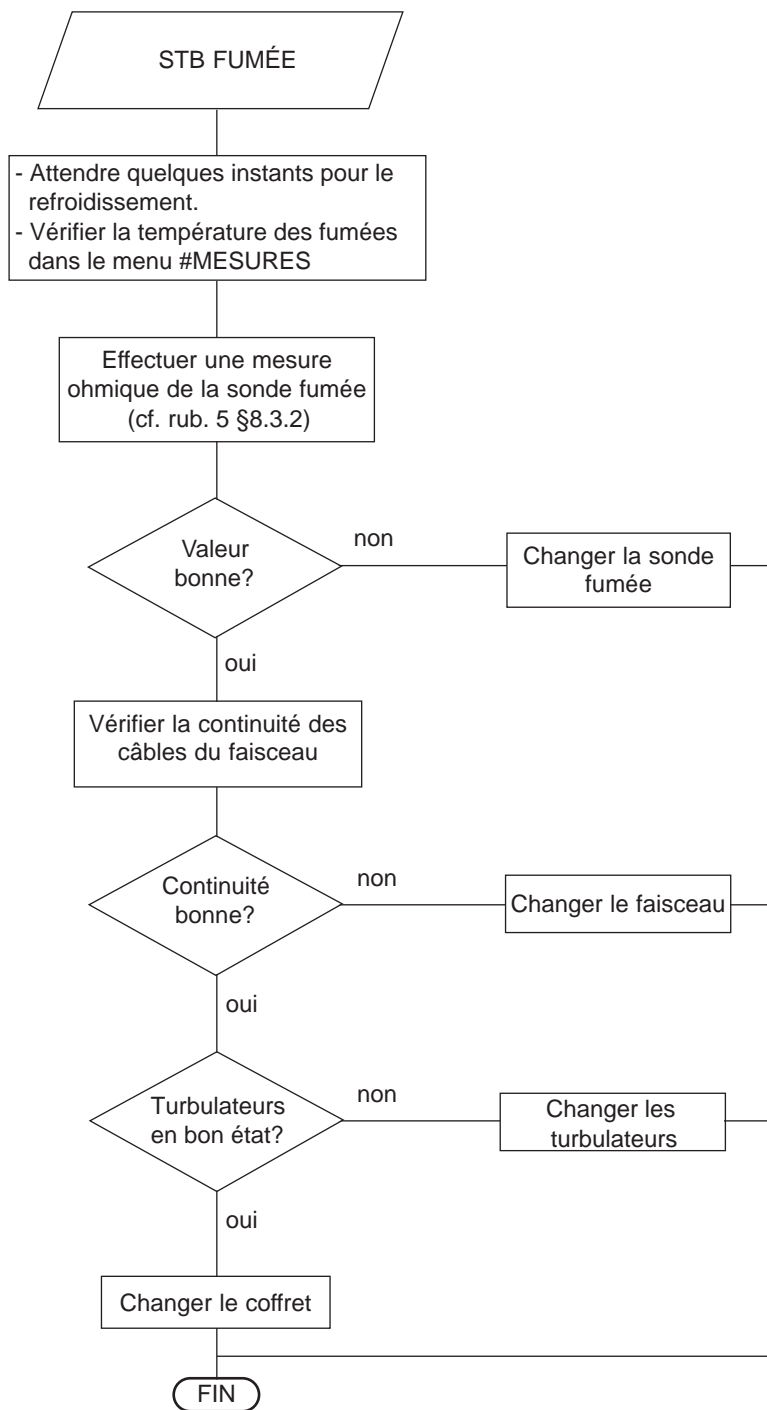 STB FUMÉE
- Attendre quelques instants pour le
refroidissement.
- Vérifier la température des fumées
dans le menu #MESURES
Effectuer une mesure
ohmique de la sonde fumée
(cf. rub. 5 §8.3.2)
Valeur
bonne?
non
Changer la sonde
fumée
oui
Vérifier la continuité des
câbles du faisceau
Continuité
bonne?
non
Changer le faisceau
oui
Turbulateurs
en bon état?
non
Changer les
turbulateurs
oui
Changer le coffret
FIN